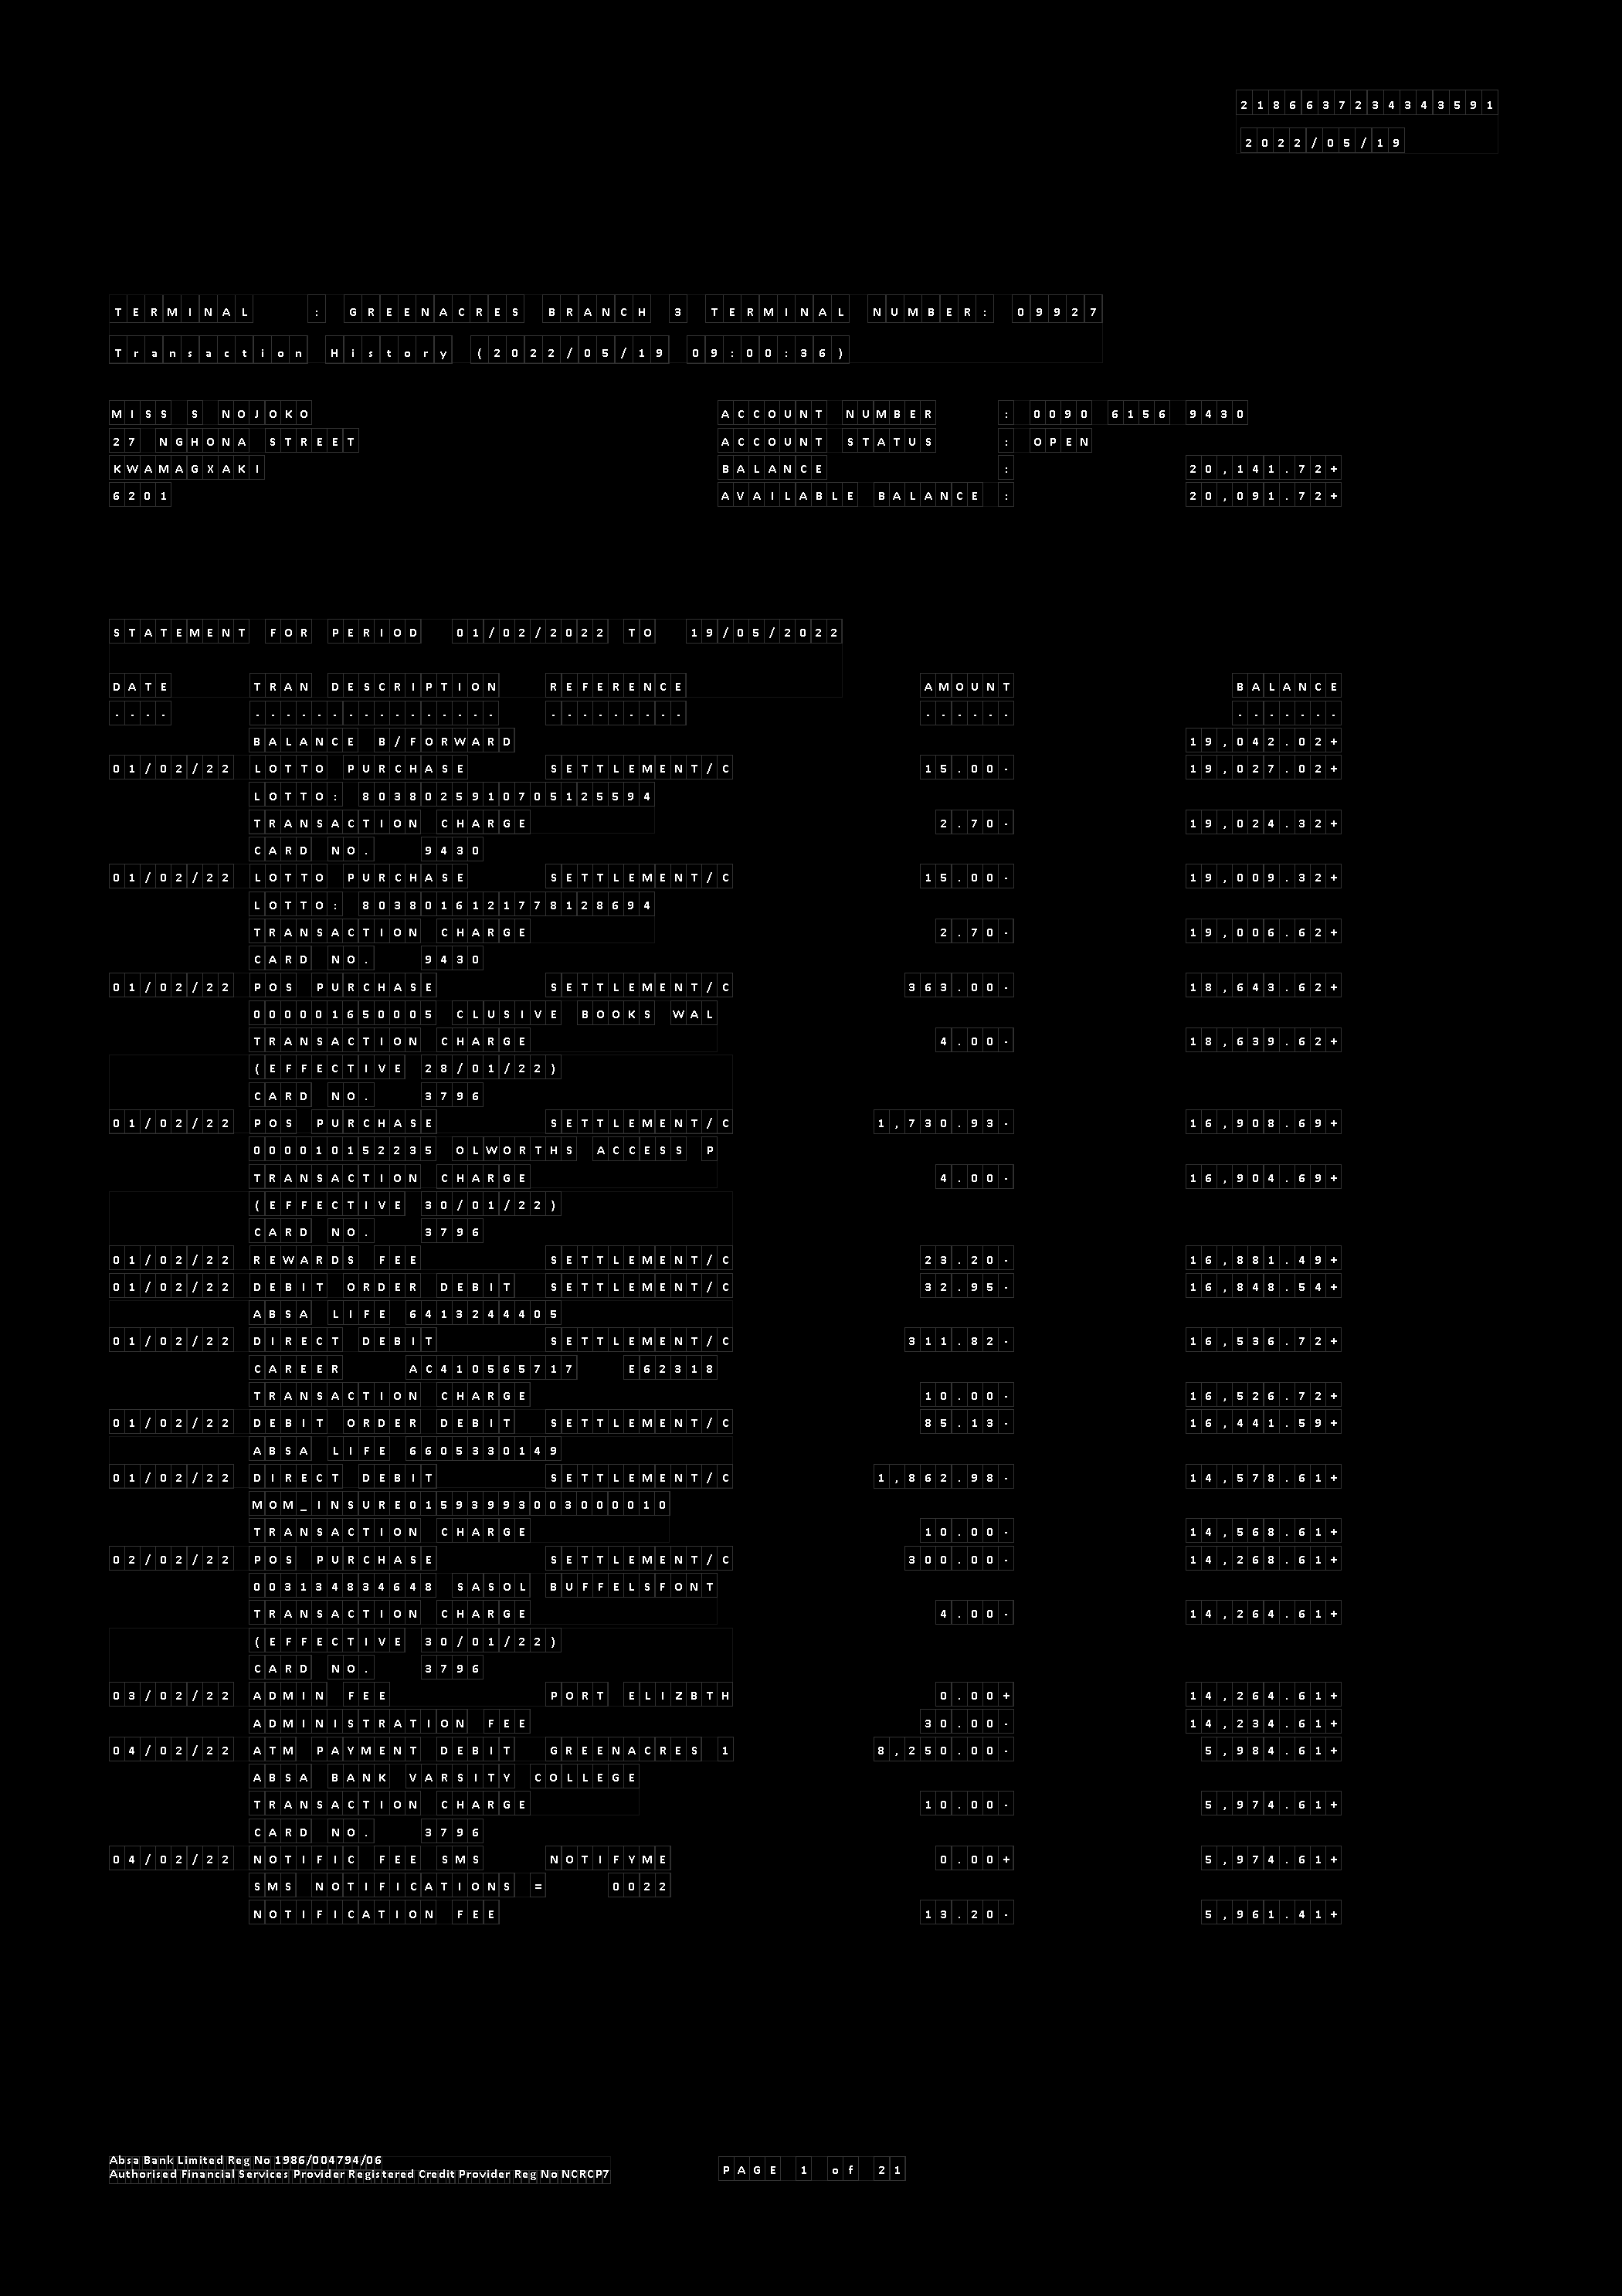 2186637234343591
2022/05/19
TERMINAL : GREENACRES BRANCH 3 TERMINAL NUMBER: 09927
Transaction History (2022/05/19 09:00:36)
MISS S NOJOKO ACCOUNT NUMBER : 0090 6156 9430
27 NGHONA STREET ACCOUNT STATUS : OPEN
KWAMAGXAKI BALANCE : 20,141.72+
6201 AVAILABLE BALANCE : 20,091.72+
STATEMENT FOR PERIOD 01/02/2022 TO 19/05/2022
DATE TRAN DESCRIPTION REFERENCE AMOUNT BALANCE
---- ---------------- --------- ------ -------
BALANCE B/FORWARD 19,042.02+
01/02/22 LOTTO PURCHASE SETTLEMENT/C 15.00- 19,027.02+
LOTTO: 8038025910705125594
TRANSACTION CHARGE 2.70- 19,024.32+
CARD NO. 9430
01/02/22 LOTTO PURCHASE SETTLEMENT/C 15.00- 19,009.32+
LOTTO: 8038016121778128694
TRANSACTION CHARGE 2.70- 19,006.62+
CARD NO. 9430
01/02/22 POS PURCHASE SETTLEMENT/C 363.00- 18,643.62+
000001650005 CLUSIVE BOOKS WAL
TRANSACTION CHARGE 4.00- 18,639.62+
(EFFECTIVE 28/01/22)
CARD NO. 3796
01/02/22 POS PURCHASE SETTLEMENT/C 1,730.93- 16,908.69+
000010152235 OLWORTHS ACCESS P
TRANSACTION CHARGE 4.00- 16,904.69+
(EFFECTIVE 30/01/22)
CARD NO. 3796
01/02/22 REWARDS FEE SETTLEMENT/C 23.20- 16,881.49+
01/02/22 DEBIT ORDER DEBIT SETTLEMENT/C 32.95- 16,848.54+
ABSA LIFE 6413244405
01/02/22 DIRECT DEBIT SETTLEMENT/C 311.82- 16,536.72+
CAREER AC410565717 E62318
TRANSACTION CHARGE 10.00- 16,526.72+
01/02/22 DEBIT ORDER DEBIT SETTLEMENT/C 85.13- 16,441.59+
ABSA LIFE 6605330149
01/02/22 DIRECT DEBIT SETTLEMENT/C 1,862.98- 14,578.61+
MOM_INSURE01593993003000010
TRANSACTION CHARGE 10.00- 14,568.61+
02/02/22 POS PURCHASE SETTLEMENT/C 300.00- 14,268.61+
003134834648 SASOL BUFFELSFONT
TRANSACTION CHARGE 4.00- 14,264.61+
(EFFECTIVE 30/01/22)
CARD NO. 3796
03/02/22 ADMIN FEE PORT ELIZBTH 0.00+ 14,264.61+
ADMINISTRATION FEE 30.00- 14,234.61+
04/02/22 ATM PAYMENT DEBIT GREENACRES 1 8,250.00- 5,984.61+
ABSA BANK VARSITY COLLEGE
TRANSACTION CHARGE 10.00- 5,974.61+
CARD NO. 3796
04/02/22 NOTIFIC FEE SMS NOTIFYME 0.00+ 5,974.61+
SMS NOTIFICATIONS = 0022
NOTIFICATION FEE 13.20- 5,961.41+
Absa Bank Limited Reg No 1986/004794/06
Authorised Financial Services Provider Registered Credit Provider Reg No NCRCP7
PAGE 1 of 21